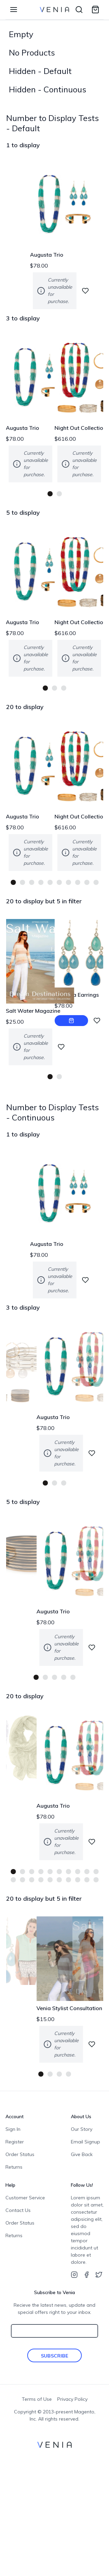 VENIA
Empty
No Products
Hidden - Default
Hidden - Continuous
Number to Display Tests
- Default
1 to display
Augusta Trio
$78.00
Currently
unavailable
for
purchase.
3 to display
Augusta Trio
$78.00
Currently
unavailable
for
purchase.
Night Out Collectio
$616.00
Currently
unavailable
for
purchase.
5 to display
Augusta Trio
$78.00
Currently
unavailable
for
purchase.
Night Out Collectio
$616.00
Currently
unavailable
for
purchase.
20 to display
Augusta Trio
$78.00
Currently
unavailable
for
purchase.
Night Out Collectio
$616.00
Currently
unavailable
for
purchase.
20 to display but 5 in filter
Salt Water Magazine
$25.00
Currently
unavailable
for
purchase.
Earrings
$78.00
Number to Display Tests
- Continuous
1 to display
Augusta Trio
$78.00
Currently
unavailable
for
purchase.
3 to display
Augusta Trio
$78.00
Currently
unavailable
for
purchase.
5 to display
Augusta Trio
$78.00
Currently
unavailable
for
purchase.
20 to display
Augusta Trio
$78.00
Currently
unavailable
for
purchase.
20 to display but 5 in filter
Venia Stylist Consultation
$15.00
Currently
unavailable
for
purchase.
Account
Sign In
Register
Order Status
Returns
About Us
Our Story
Email Signup
Give Back
Help
Customer Service
Contact Us
Order Status
Returns
Follow Us!
Lorem ipsum
dolor sit amet,
consectetur
adipisicing elit,
sed do
eiusmod
tempor
incididunt ut
labore et
dolore.
Subscribe to Venia
Recieve the latest news, update and
special offers right to your inbox.
SUBSCRIBE
Terms of Use Privacy Policy
Copyright © 2013-present Magento,
Inc. All rights reserved.
VENIA